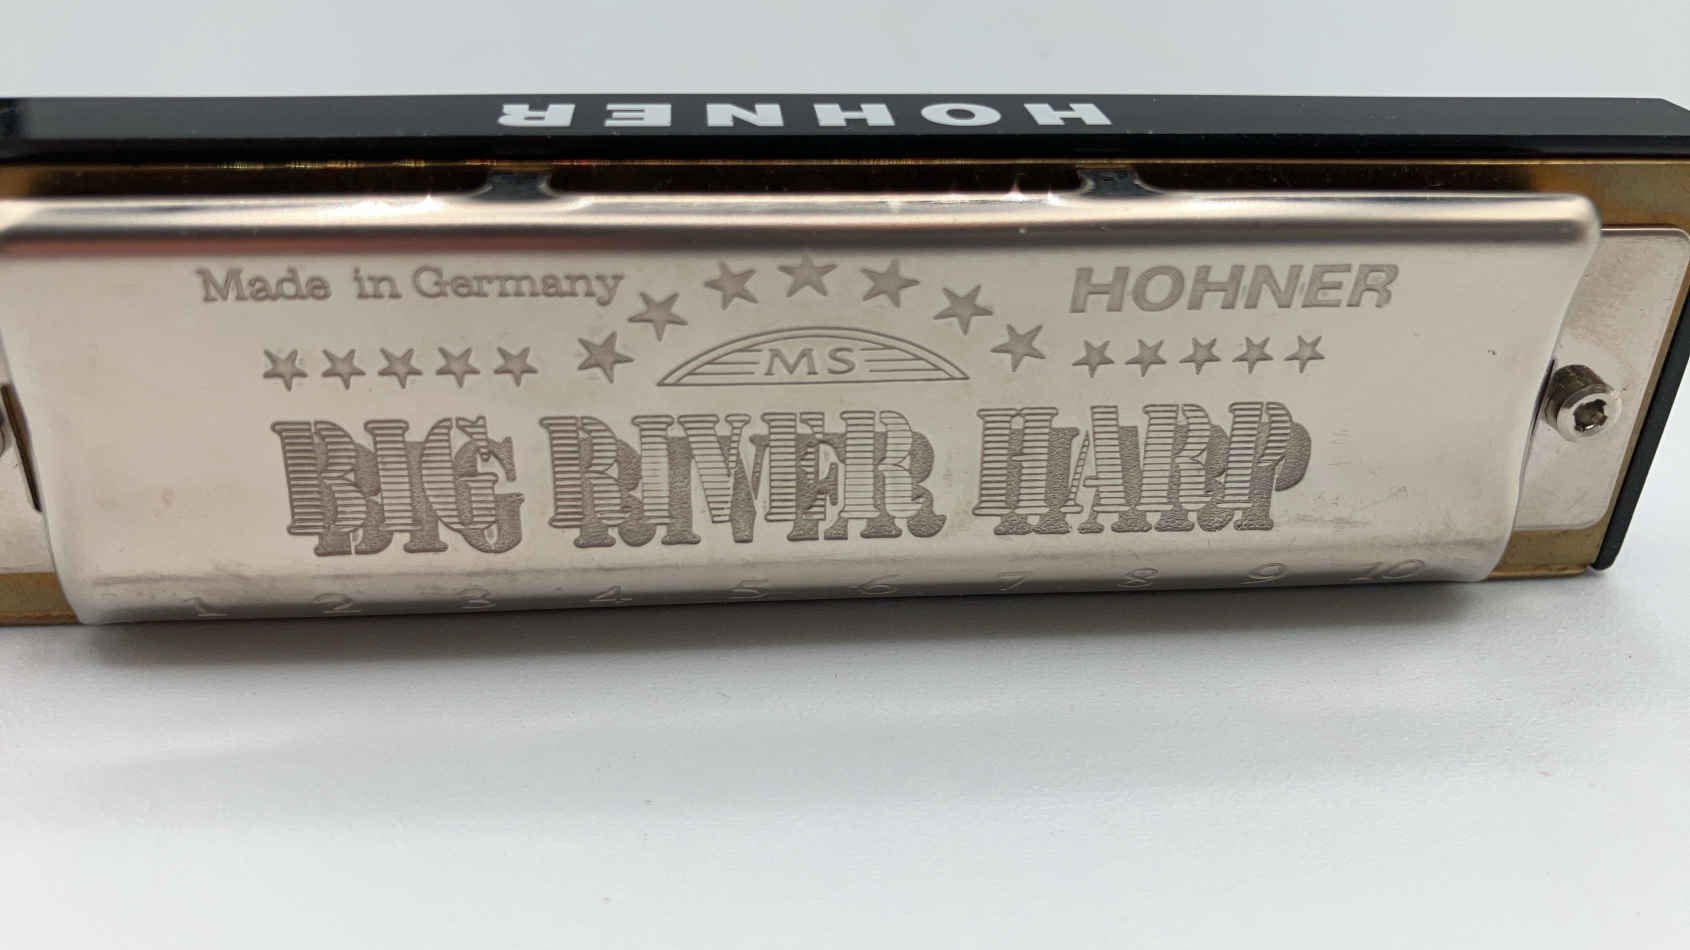 HOHNER
Made in Germany HOHNER
MS
BIG RIVER HARP
1 2 3 4 5 6 7 8 9 10